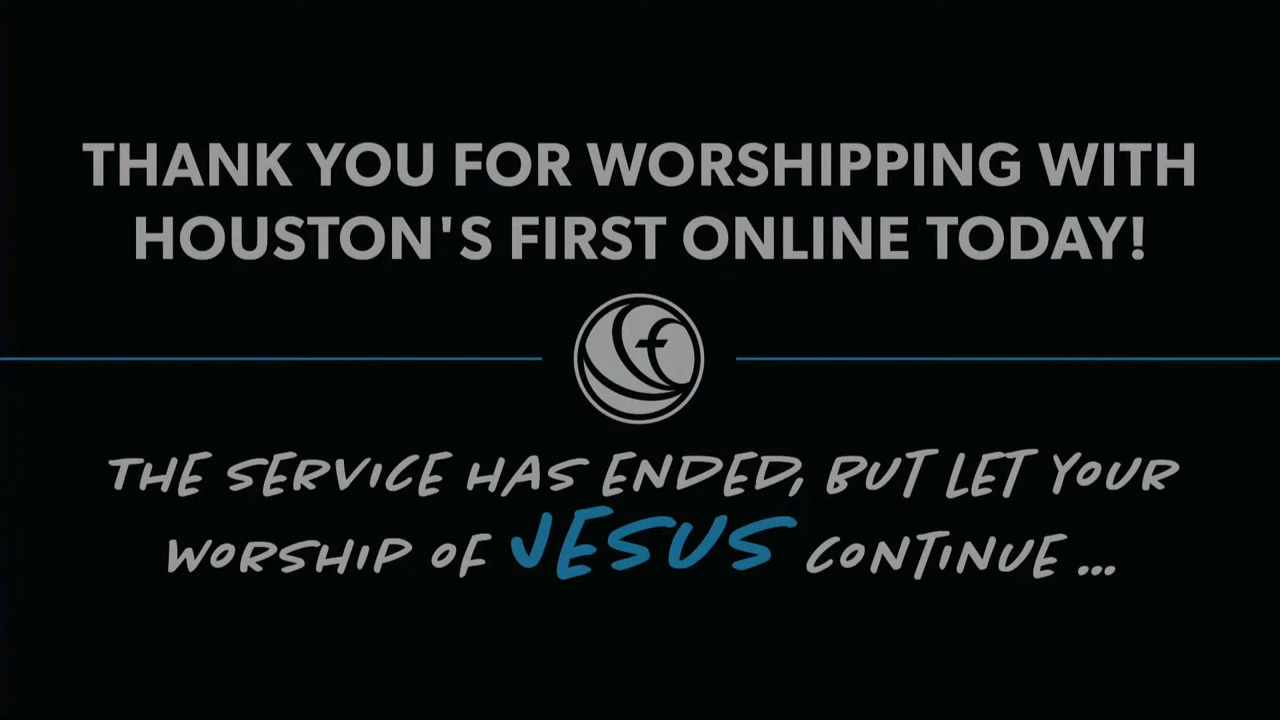 THANK YOU FOR WORSHIPPING WITH
HOUSTON'S FIRST ONLINE TODAY!
f
THE SERVICE HAS ENDED, BUT LET YOUR
WORSHIP OF JESUS CONTINUE ...